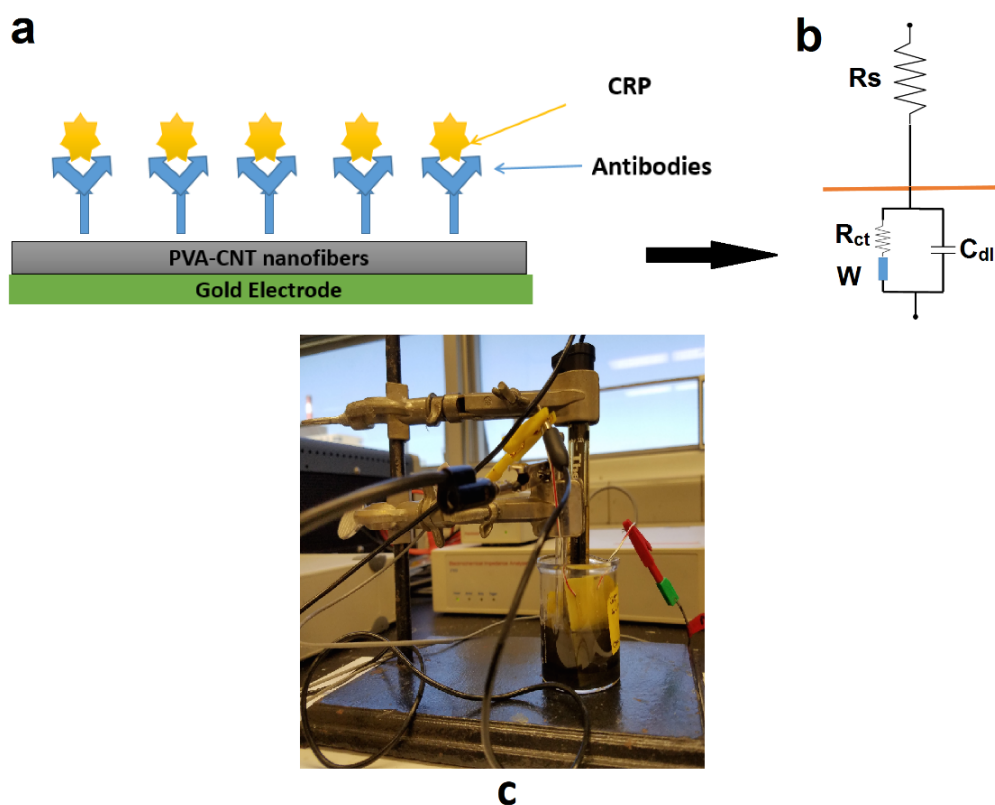 a
b
CRP
Antibodies
PVA-CNT nanofibers
Gold Electrode
Rs
Rct
W
Cdl
c